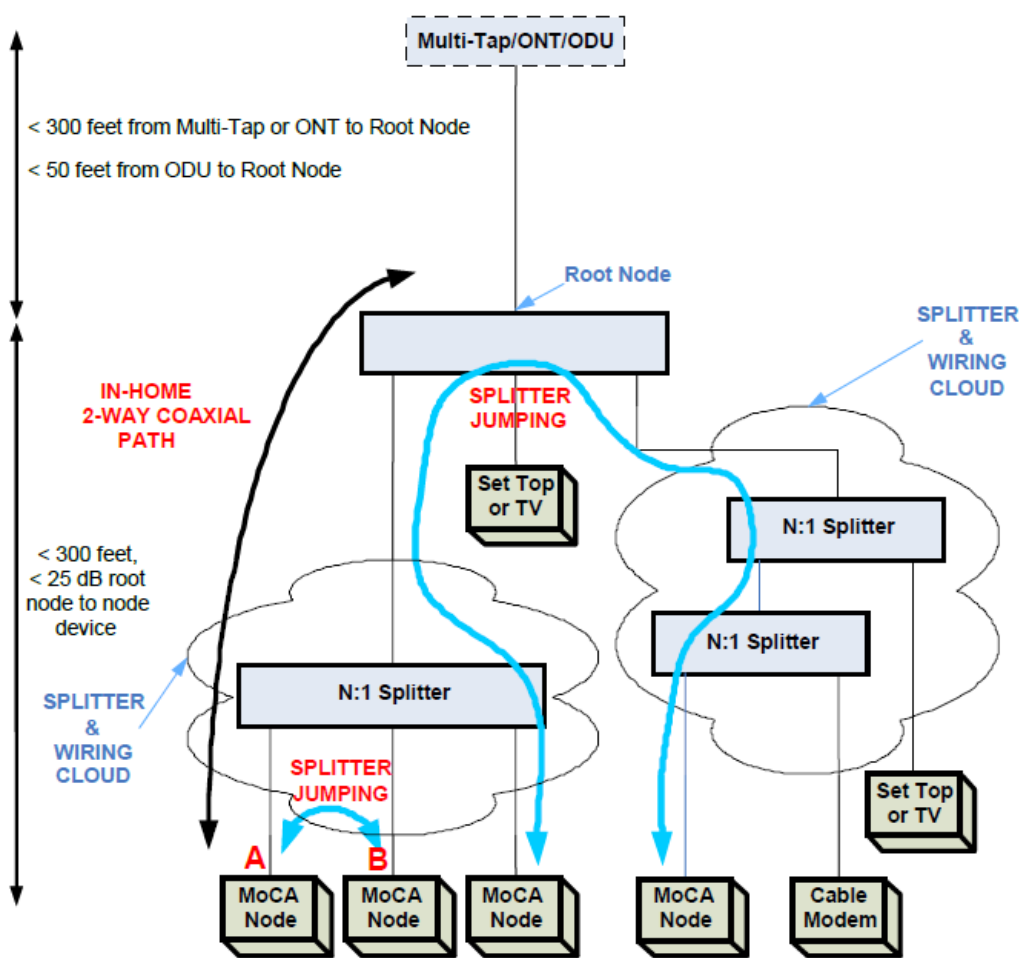 Multi-Tap/ONT/ODU
< 300 feet from Multi-Tap or ONT to Root Node
< 50 feet from ODU to Root Node
Root Node
SPLITTER
&
WIRING
CLOUD
IN-HOME
2-WAY COAXIAL
PATH
SPLITTER
JUMPING
Set Top
or TV
N:1 Splitter
< 300 feet,
< 25 dB root
node to node
device
N:1 Splitter
N:1 Splitter
SPLITTER
&
WIRING
CLOUD
SPLITTER
JUMPING
Set Top
or TV
A
B
MoCA
Node
MoCA
Node
MoCA
Node
MoCA
Node
Cable
Modem